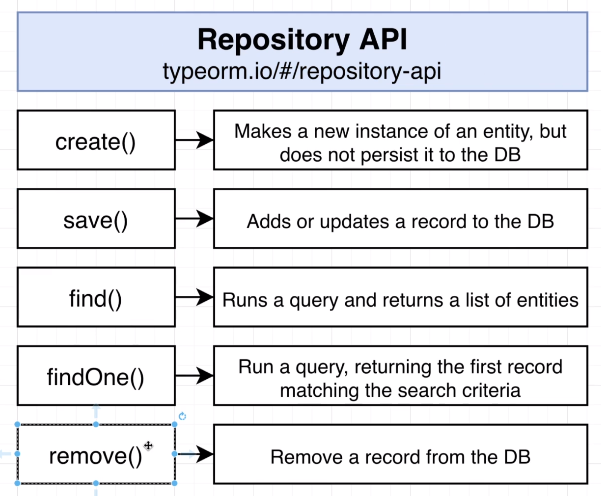 Repository API
typeorm.io/#/repository-api
create()
Makes a new instance of an entity, but
does not persist it to the DB
save()
Adds or updates a record to the DB
find()
Runs a query and returns a list of entities
findOne()
Run a query, returning the first record
matching the search criteria
remove()
Remove a record from the DB